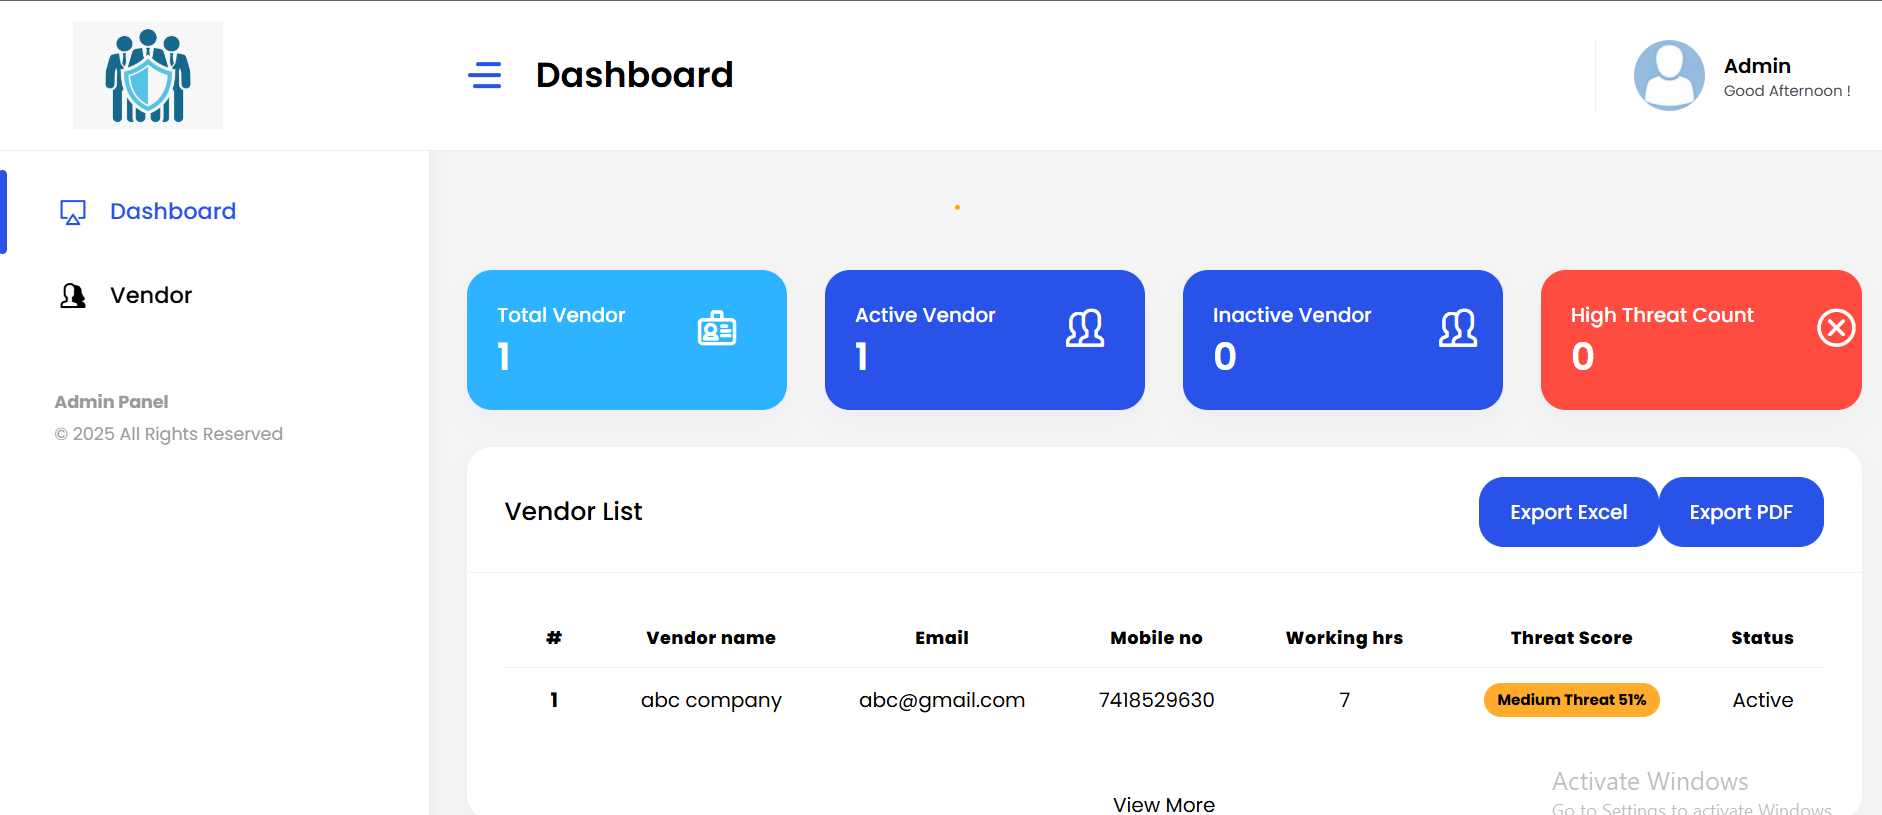 Dashboard
Admin
Good Afternoon !
Dashboard
Vendor
Admin Panel
© 2025 All Rights Reserved
Total Vendor
1
Active Vendor
1
Inactive Vendor
0
High Threat Count
0
Vendor List
Export Excel
Export PDF
# Vendor name Email Mobile no Working hrs Threat Score Status
1 abc company abc@gmail.com 7418529630 7 Medium Threat 51% Active
View More
Activate Windows
Go to Settings to activate Windows